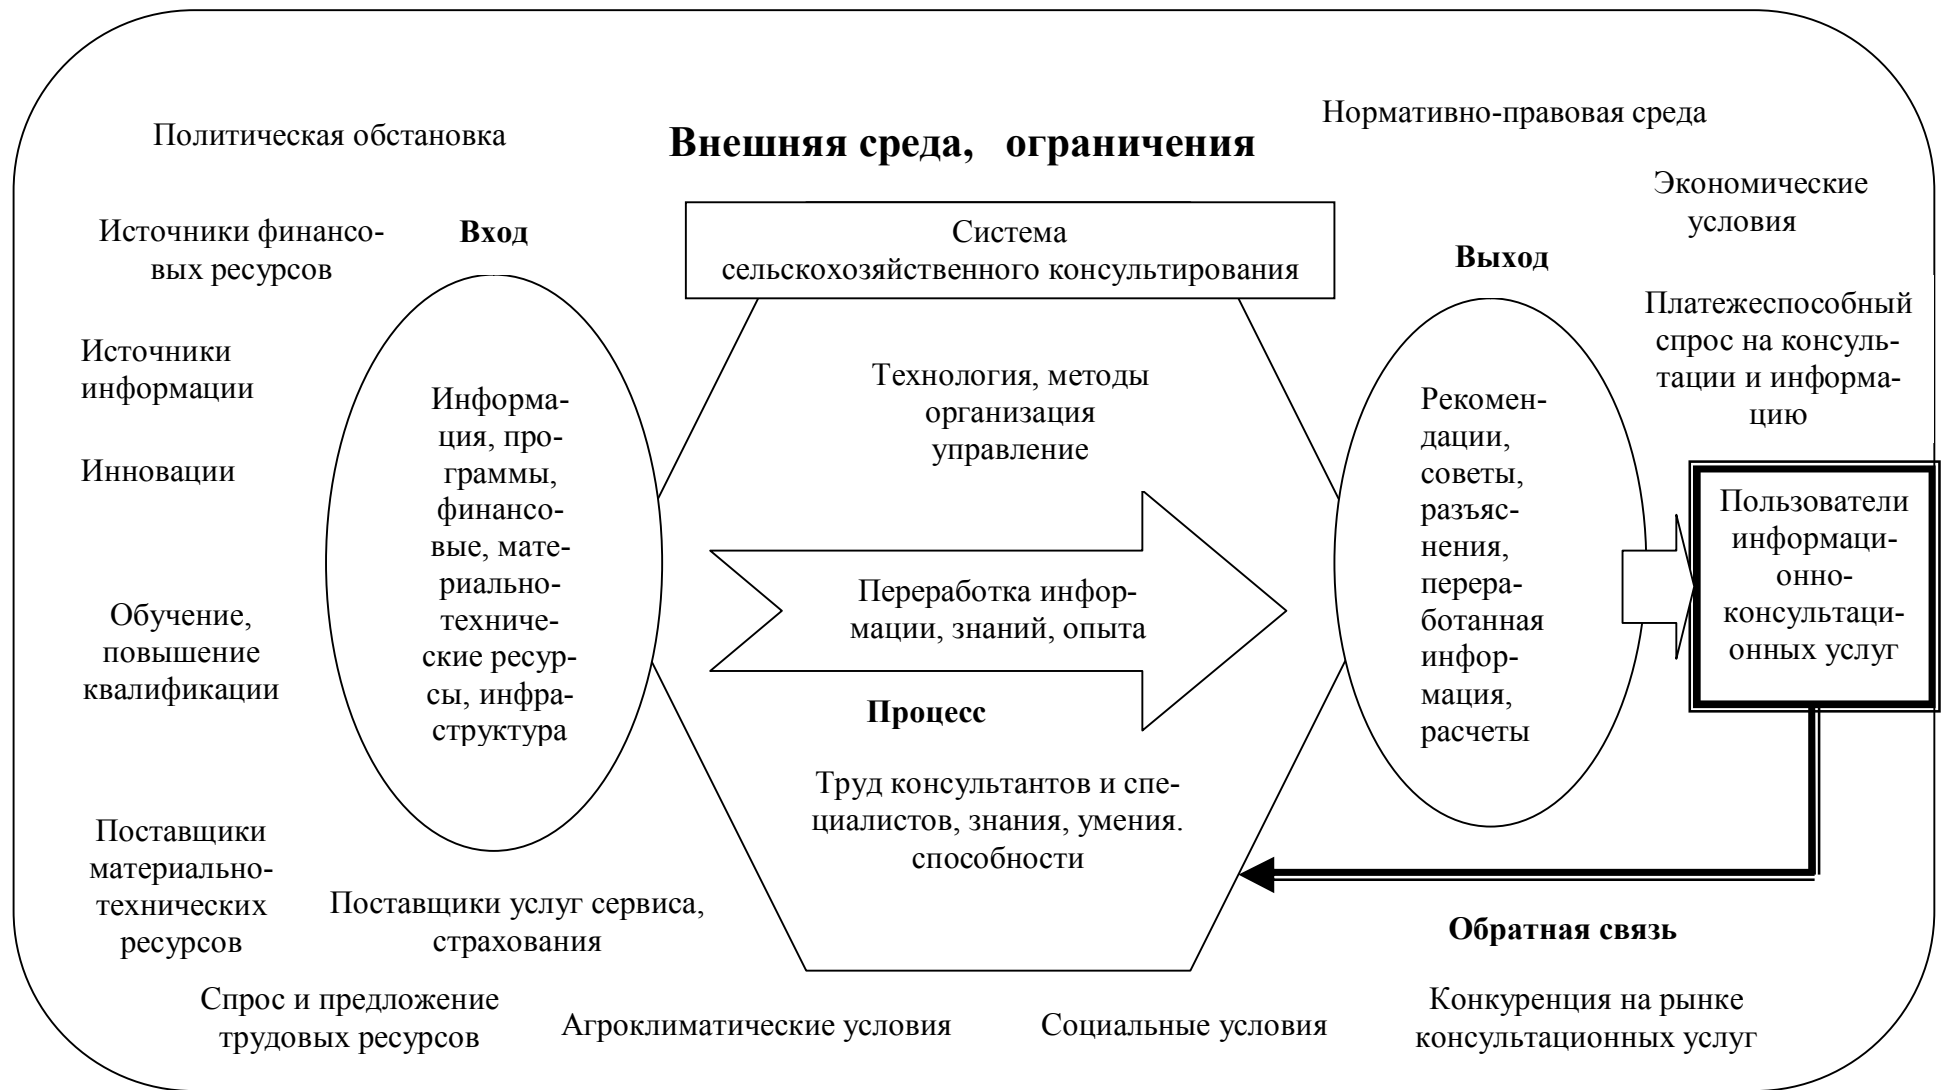 Политическая обстановка
Внешняя среда, ограничения
Нормативно-правовая среда
Экономические
условия
Источники финансо-
вых ресурсов
Вход
Система
сельскохозяйственного консультирования
Выход
Платежеспособный
спрос на консуль-
тации и информа-
цию
Источники
информации
Инновации
Обучение,
повышение
квалификации
Поставщики
материально-
технических
ресурсов
Информа-
ция, про-
граммы,
финансо-
вые, мате-
риально-
техниче-
ские ресур-
сы, инфра-
структура
Технология, методы
организация
управление
Переработка инфор-
мации, знаний, опыта
Процесс
Труд консультантов и спе-
циалистов, знания, умения.
способности
Рекомен-
дации,
советы,
разъяс-
нения,
перера-
ботанная
инфор-
мация,
расчеты
Пользователи
информаци-
онно-
консультаци-
онных услуг
Обратная связь
Поставщики услуг сервиса,
страхования
Спрос и предложение
трудовых ресурсов
Агроклиматические условия
Социальные условия
Конкуренция на рынке
консультационных услуг